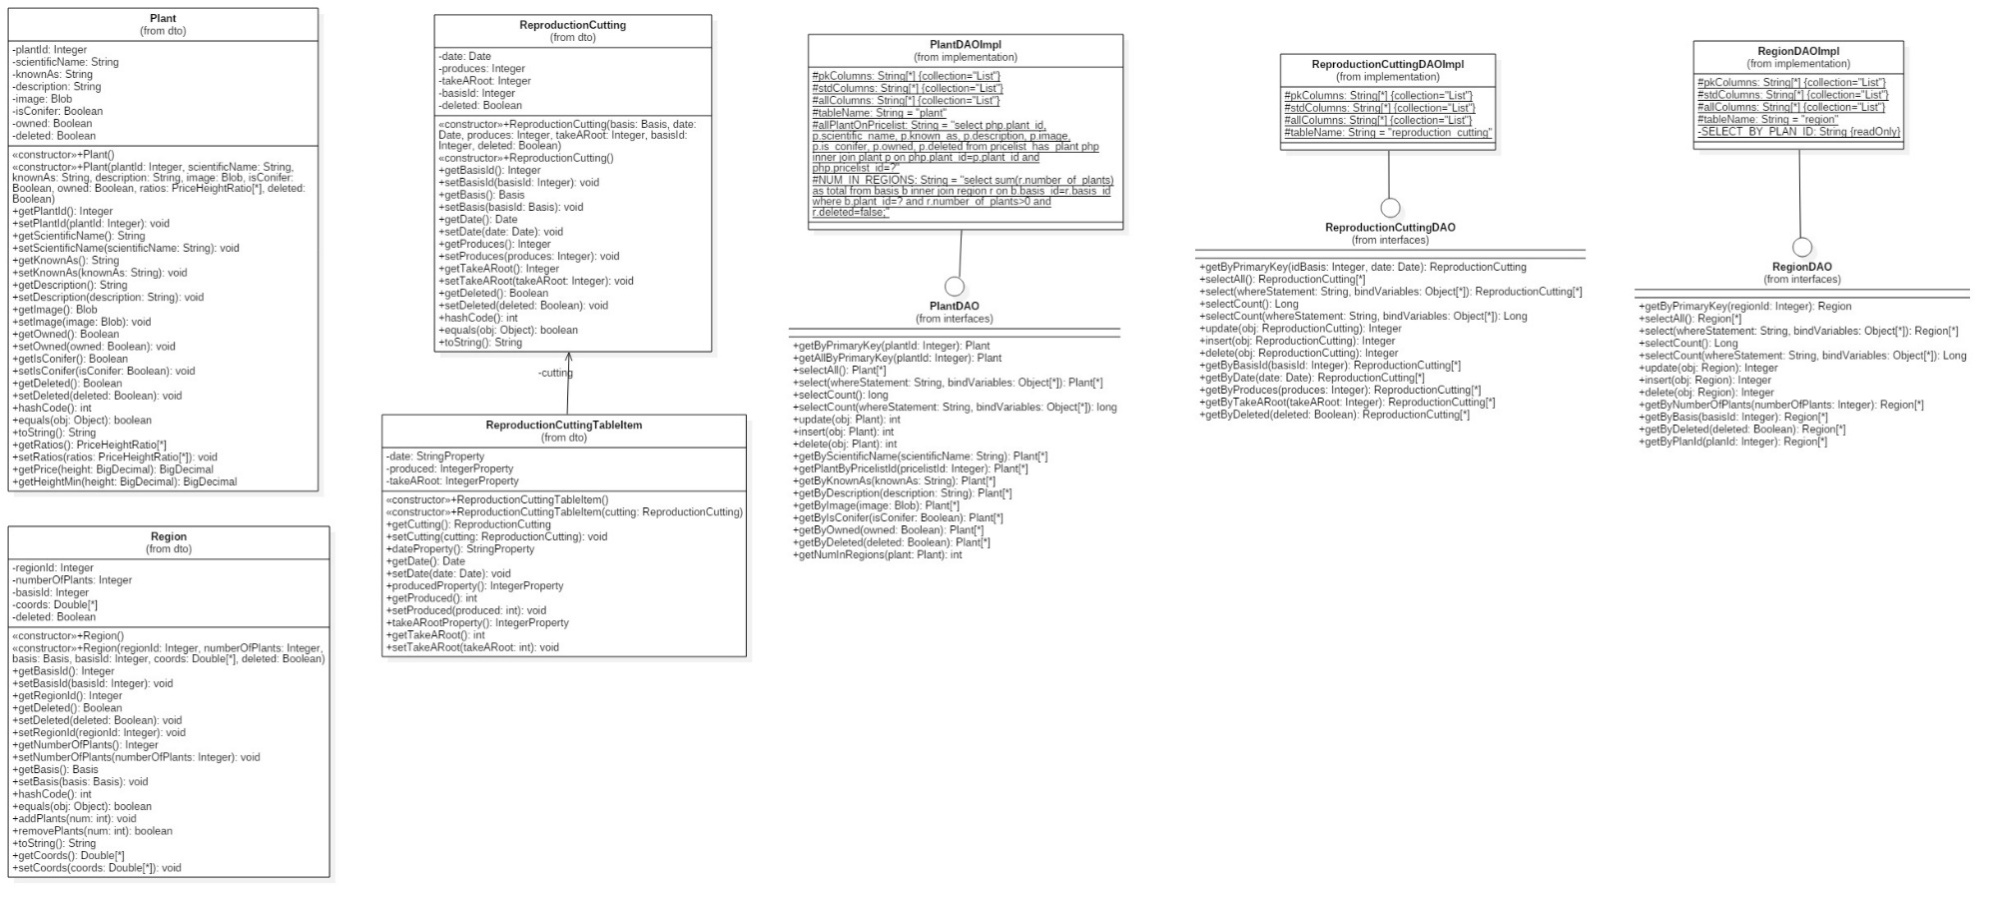 Plant
(from dto)
-plantId: Integer
-scientificName: String
-knownAs: String
-description: String
-image: Blob
-isConifer: Boolean
-owned: Boolean
-deleted: Boolean
«constructor»+Plant()
«constructor»+Plant(plantId: Integer, scientificName: String,
knownAs: String, description: String, image: Blob, isConifer:
Boolean, owned: Boolean, ratios: PriceHeightRatio[*], deleted:
Boolean)
+getPlantId(): Integer
+setPlantId(plantId: Integer): void
+getScientificName(): String
+setScientificName(scientificName: String): void
+getKnownAs(): String
+setKnownAs(knownAs: String): void
+getDescription(): String
+setDescription(description: String): void
+getImage(): Blob
+setImage(image: Blob): void
+getOwned(): Boolean
+setOwned(owned: Boolean): void
+getIsConifer(): Boolean
+setIsConifer(isConifer: Boolean): void
+getDeleted(): Boolean
+setDeleted(deleted: Boolean): void
+hashCode(): int
+equals(obj: Object): boolean
+toString(): String
+getRatios(): PriceHeightRatio[*]
+setRatios(ratios: PriceHeightRatio[*]): void
+getPrice(height: BigDecimal): BigDecimal
+getHeightMin(height: BigDecimal): BigDecimal
Region
(from dto)
-regionId: Integer
-numberOfPlants: Integer
-basisId: Integer
-coords: Double[*]
-deleted: Boolean
«constructor»+Region()
«constructor»+Region(regionId: Integer, numberOfPlants: Integer,
basis: Basis, basisId: Integer, coords: Double[*], deleted: Boolean)
+getBasisId(): Integer
+setBasisId(basisId: Integer): void
+getRegionId(): Integer
+getDeleted(): Boolean
+setDeleted(deleted: Boolean): void
+setRegionId(regionId: Integer): void
+getNumberOfPlants(): Integer
+setNumberOfPlants(numberOfPlants: Integer): void
+getBasis(): Basis
+setBasis(basis: Basis): void
+hashCode(): int
+equals(obj: Object): boolean
+addPlants(num: int): void
+removePlants(num: int): boolean
+toString(): String
+getCoords(): Double[*]
+setCoords(coords: Double[*]): void
ReproductionCutting
(from dto)
-date: Date
-produces: Integer
-takeARoot: Integer
-basisId: Integer
-deleted: Boolean
«constructor»+ReproductionCutting(basis: Basis, date:
Date, produces: Integer, takeARoot: Integer, basisId:
Integer, deleted: Boolean)
«constructor»+ReproductionCutting()
+getBasisId(): Integer
+setBasisId(basisId: Integer): void
+getBasis(): Basis
+setBasis(basisId: Basis): void
+getDate(): Date
+setDate(date: Date): void
+getProduces(): Integer
+setProduces(produces: Integer): void
+getTakeARoot(): Integer
+setTakeARoot(takeARoot: Integer): void
+getDeleted(): Boolean
+setDeleted(deleted: Boolean): void
+hashCode(): int
+equals(obj: Object): boolean
+toString(): String
-cutting
ReproductionCuttingTableItem
(from dto)
-date: StringProperty
-produced: IntegerProperty
-takeARoot: IntegerProperty
«constructor»+ReproductionCuttingTableItem()
«constructor»+ReproductionCuttingTableItem(cutting: ReproductionCutting)
+getCutting(): ReproductionCutting
+setCutting(cutting: ReproductionCutting): void
+dateProperty(): StringProperty
+getDate(): Date
+setDate(date: Date): void
+producedProperty(): IntegerProperty
+getProduced(): int
+setProduced(produced: int): void
+takeARootProperty(): IntegerProperty
+getTakeARoot(): int
+setTakeARoot(takeARoot: int): void
PlantDAOImpl
(from implementation)
#pkColumns: String[*] {collection="List"}
#stdColumns: String[*] {collection="List"}
#allColumns: String[*] {collection="List"}
#tableName: String = "plant"
#allPlantOnPricelist: String = "select php.plant_id,
p.scientific_name, p.known_as, p.description, p.image,
p.is_conifer, p.owned, p.deleted from pricelist_has_plant php
inner join plant p on php.plant_id=p.plant_id and
php.pricelist_id=?"
#NUM_IN_REGIONS: String = "select sum(r.number_of_plants)
as total from basis b inner join region r on b.basis_id=r.basis_id
where b.plant_id=? and r.number_of_plants>0 and
r.deleted=false;"
PlantDAO
(from interfaces)
+getByPrimaryKey(plantId: Integer): Plant
+getAllByPrimaryKey(plantId: Integer): Plant
+selectAll(): Plant[*]
+select(whereStatement: String, bindVariables: Object[*]): Plant[*]
+selectCount(): long
+selectCount(whereStatement: String, bindVariables: Object[*]): long
+update(obj: Plant): int
+insert(obj: Plant): int
+delete(obj: Plant): int
+getByScientificName(scientificName: String): Plant[*]
+getPlantByPricelistId(pricelistId: Integer): Plant[*]
+getByKnownAs(knownAs: String): Plant[*]
+getByDescription(description: String): Plant[*]
+getByImage(image: Blob): Plant[*]
+getByIsConifer(isConifer: Boolean): Plant[*]
+getByOwned(owned: Boolean): Plant[*]
+getByDeleted(deleted: Boolean): Plant[*]
+getNumInRegions(plant: Plant): int
ReproductionCuttingDAOImpl
(from implementation)
#pkColumns: String[*] {collection="List"}
#stdColumns: String[*] {collection="List"}
#allColumns: String[*] {collection="List"}
#tableName: String = "reproduction_cutting"
ReproductionCuttingDAO
(from interfaces)
+getByPrimaryKey(idBasis: Integer, date: Date): ReproductionCutting
+selectAll(): ReproductionCutting[*]
+select(whereStatement: String, bindVariables: Object[*]): ReproductionCutting[*]
+selectCount(): Long
+selectCount(whereStatement: String, bindVariables: Object[*]): Long
+update(obj: ReproductionCutting): Integer
+insert(obj: ReproductionCutting): Integer
+delete(obj: ReproductionCutting): Integer
+getByBasisId(basisId: Integer): ReproductionCutting[*]
+getByDate(date: Date): ReproductionCutting[*]
+getByProduces(produces: Integer): ReproductionCutting[*]
+getByTakeARoot(takeARoot: Integer): ReproductionCutting[*]
+getByDeleted(deleted: Boolean): ReproductionCutting[*]
RegionDAOImpl
(from implementation)
#pkColumns: String[*] {collection="List"}
#stdColumns: String[*] {collection="List"}
#allColumns: String[*] {collection="List"}
#tableName: String = "region"
-SELECT_BY_PLAN_ID: String {readOnly}
RegionDAO
(from interfaces)
+getByPrimaryKey(regionId: Integer): Region
+selectAll(): Region[*]
+select(whereStatement: String, bindVariables: Object[*]): Region[*]
+selectCount(): Long
+selectCount(whereStatement: String, bindVariables: Object[*]): Long
+update(obj: Region): Integer
+insert(obj: Region): Integer
+delete(obj: Region): Integer
+getByNumberOfPlants(numberOfPlants: Integer): Region[*]
+getByBasis(basisId: Integer): Region[*]
+getByDeleted(deleted: Boolean): Region[*]
+getByPlanId(planId: Integer): Region[*]